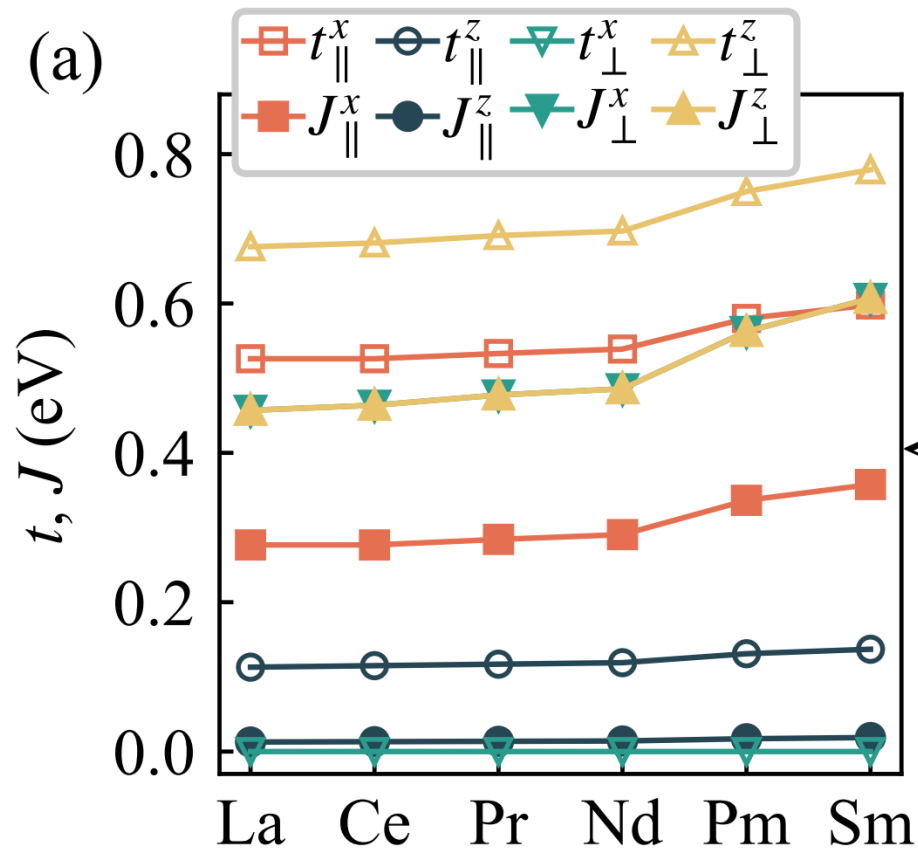 (a)
t∥x t∥z t⊥x t⊥z
J∥x J∥z J⊥x J⊥z
t, J (eV)
0.8
0.6
0.4
0.2
0.0
La Ce Pr Nd Pm Sm